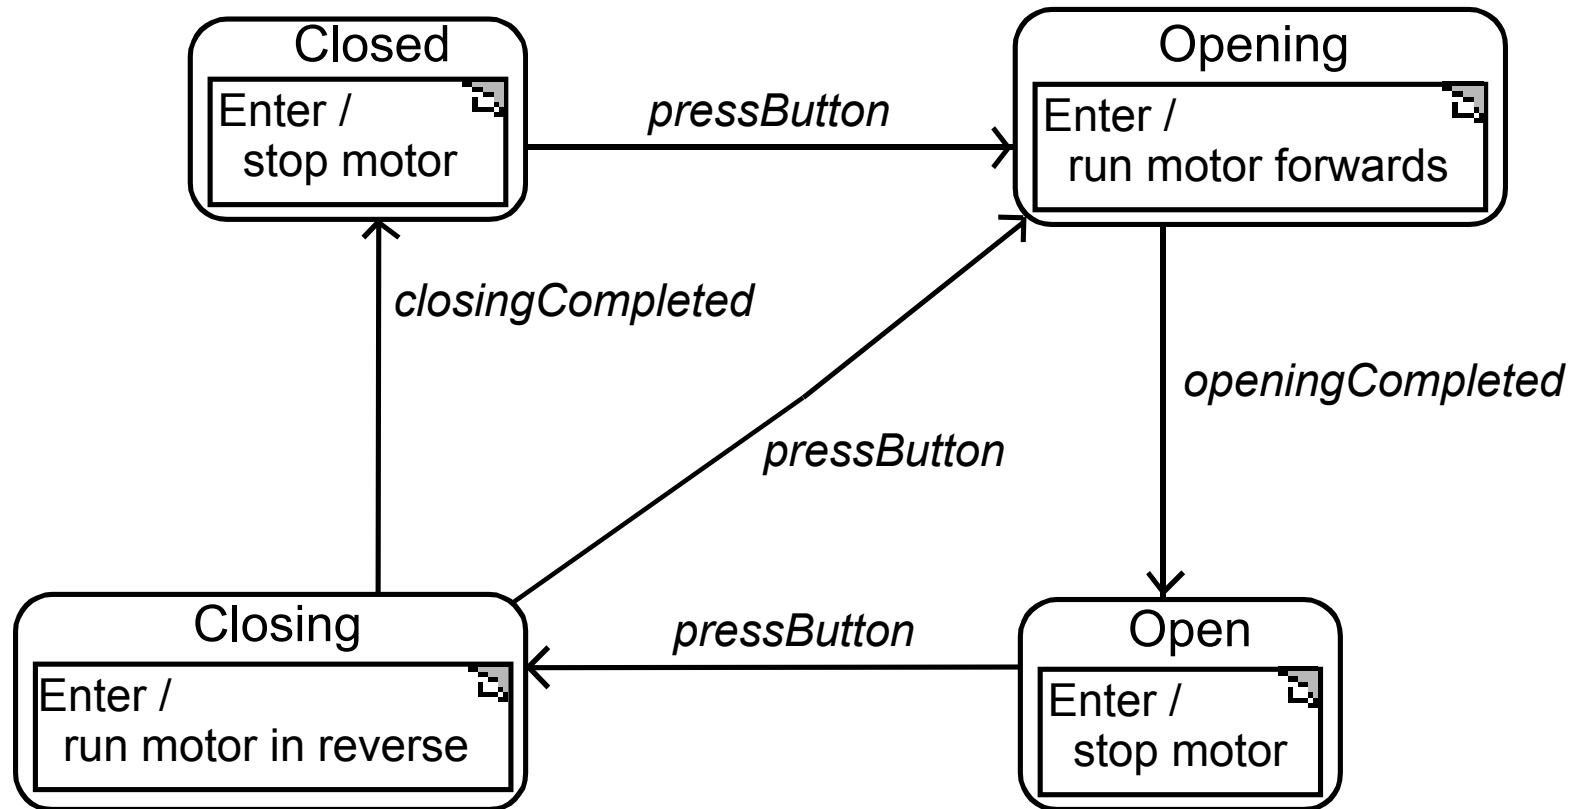 Closed
Enter /
stop motor
pressButton
Opening
Enter /
run motor forwards
closingCompleted
openingCompleted
pressButton
Closing
Enter /
run motor in reverse
pressButton
Open
Enter /
stop motor